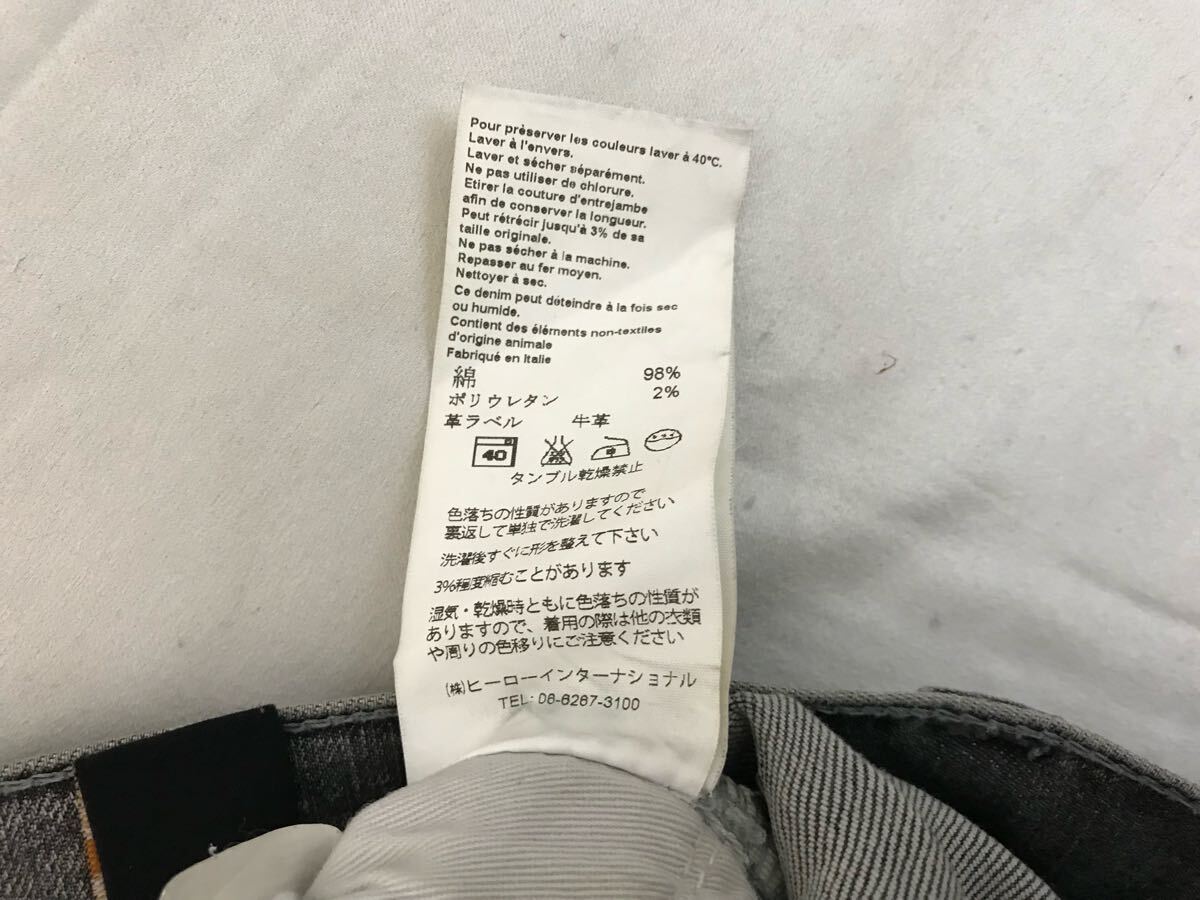 Pour prèserver les couleurs laver à 40°C.
Laver à l'envers.
Laver et sécher séparément.
Ne pas utiliser de chlorure.
Etirer la couture d'entrejambe
afin de conserver la longueur.
Peut rétrécir jusqu'à 3% de sa
taille originale.
Ne pas sécher à la machine.
Repasser au fer moyen.
Nettoyer à sec.
Ce denim peut déteindre à la fois sec
ou humide.
Contient des éléments non-textiles
d'origine animale
Fabriqué en Italie
綿 98%
ポリウレタン 2%
革ラベル 牛革
40 中 ドライ
タンブル乾燥禁止
色落ちの性質がありますので
裏返して単独で洗濯してください
洗濯後すぐに形を整えて下さい
3%程度縮むことがあります
湿気・乾燥時ともに色落ちの性質が
ありますので、着用の際は他の衣類
や周りの色移りにご注意ください
(株)ヒーローインターナショナル
TEL: 06-6267-3100